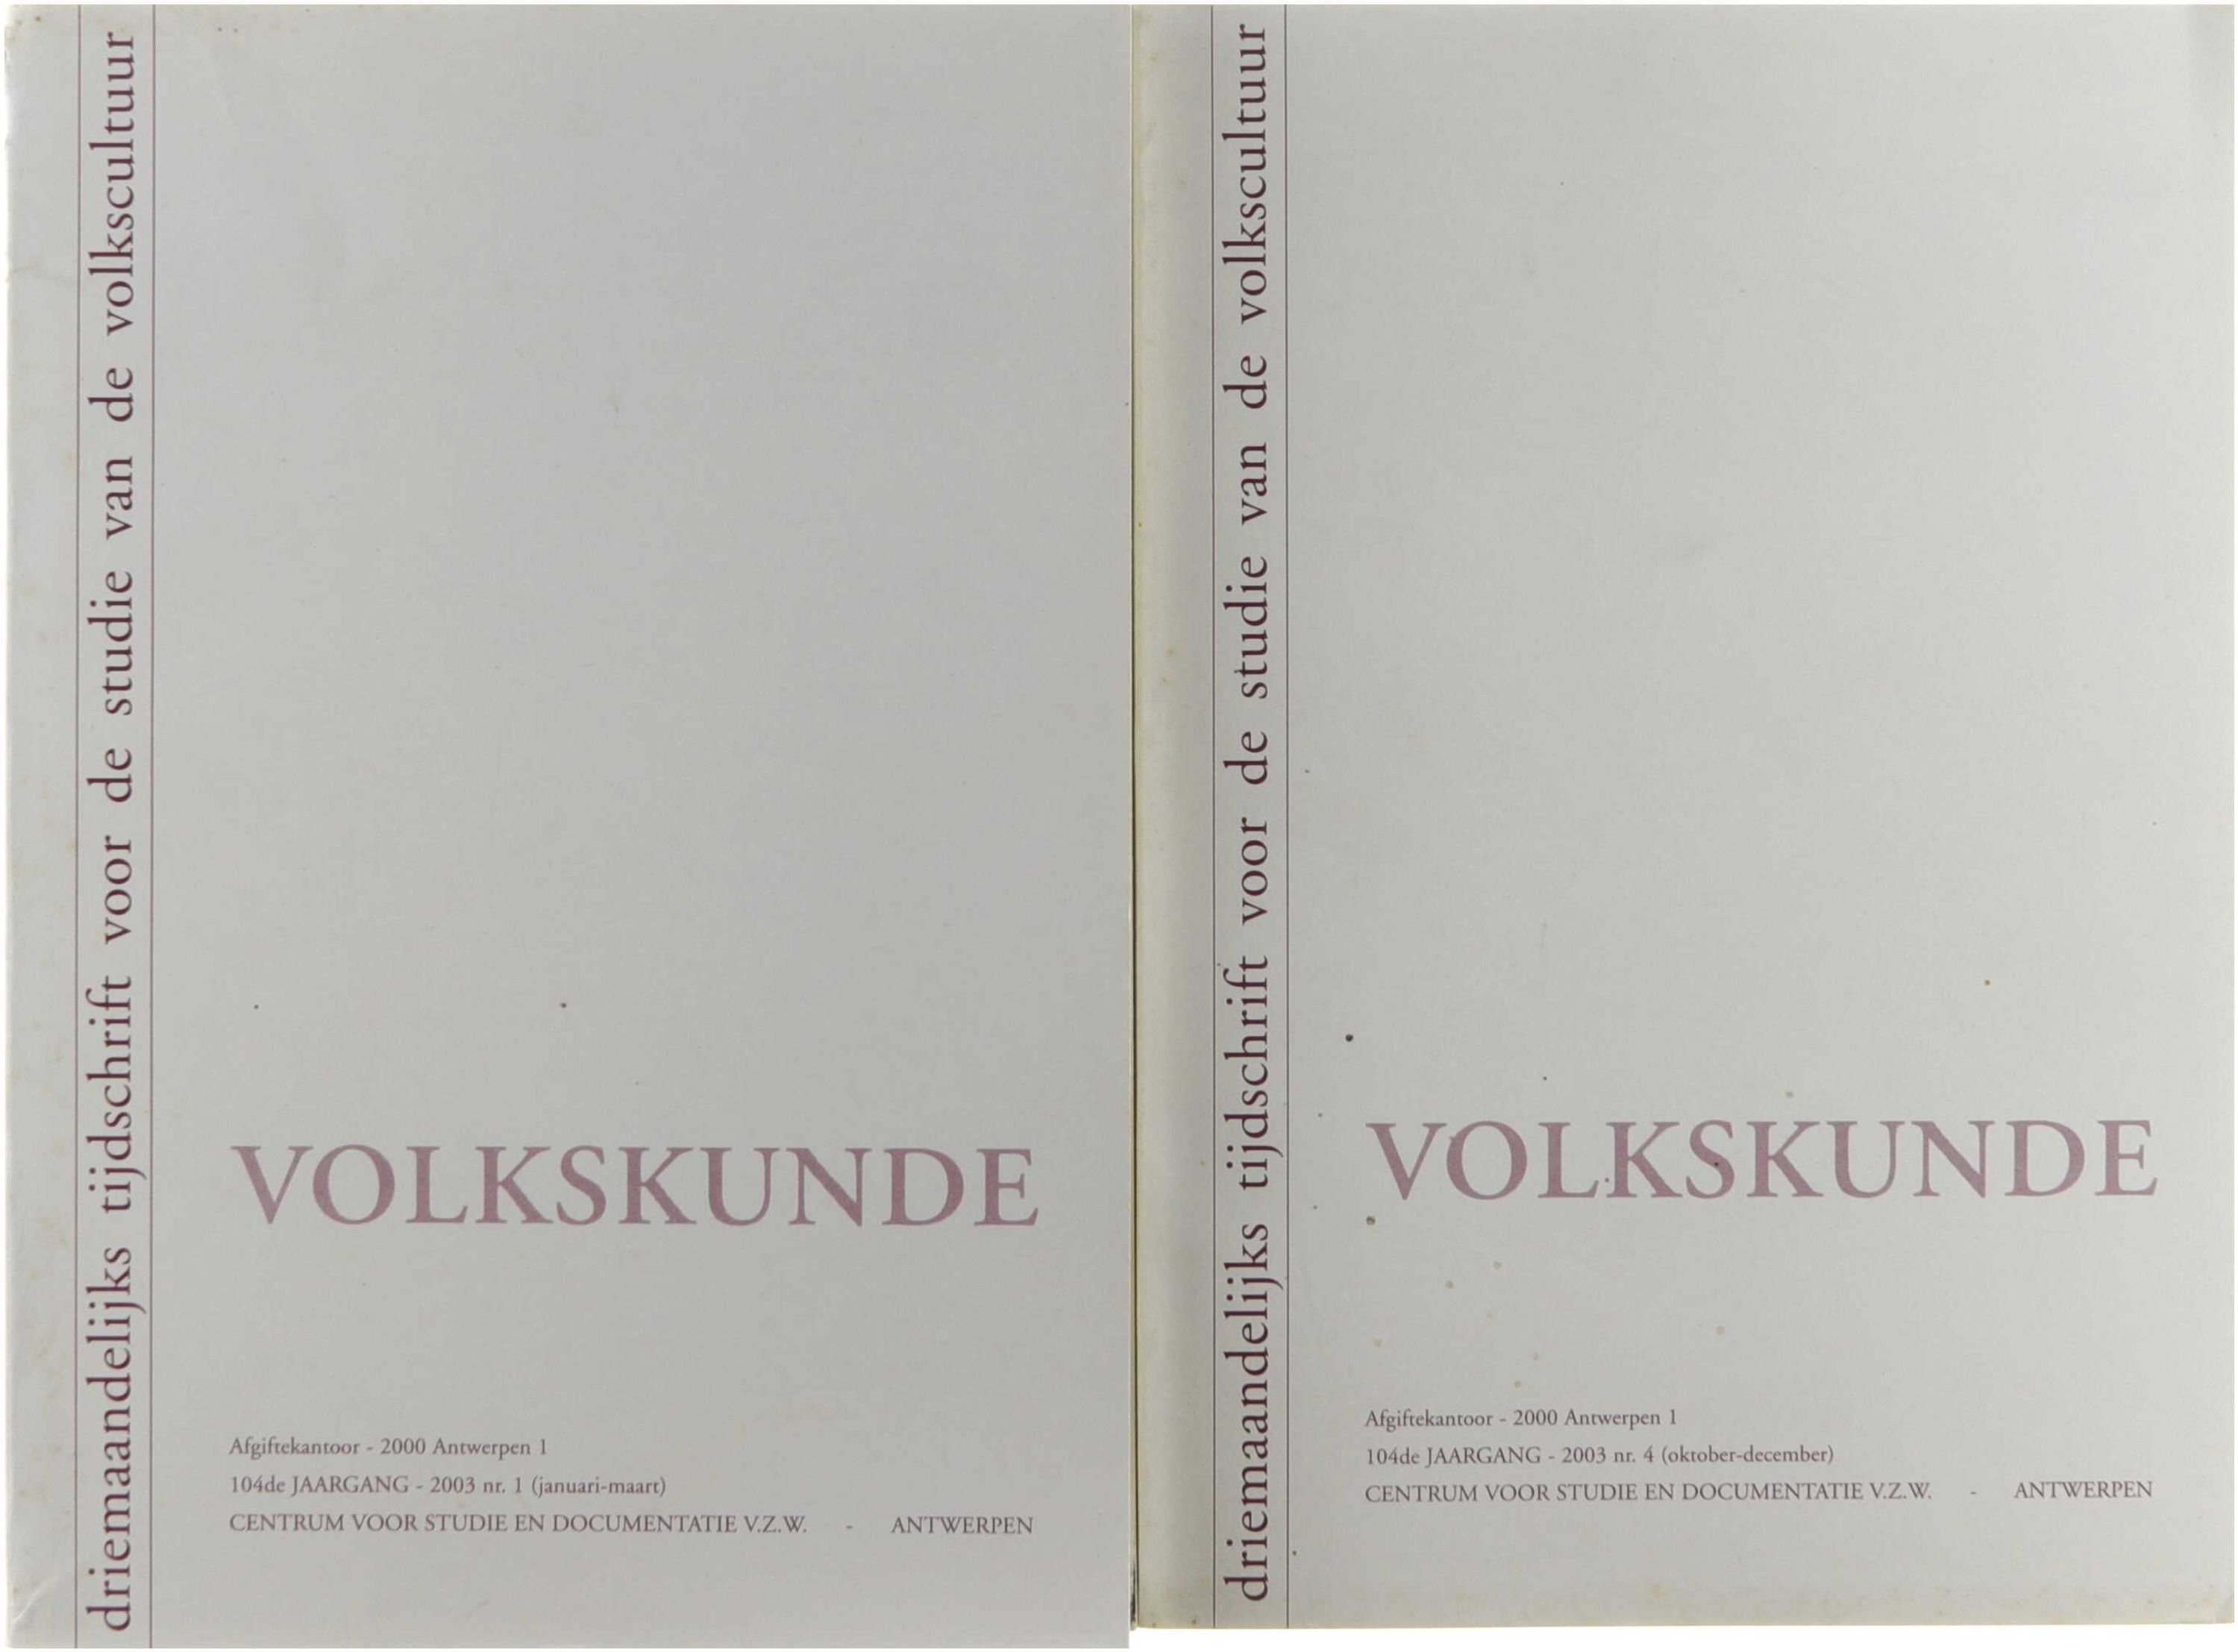 driemaandelijks tijdschrift voor de studie van de volkscultuur
VOLKSKUNDE
Afgiftekantoor - 2000 Antwerpen 1
104de JAARGANG - 2003 nr. 1 (januari-maart)
CENTRUM VOOR STUDIE EN DOCUMENTATIE V.Z.W. - ANTWERPEN
driemaandelijks tijdschrift voor de studie van de volkscultuur
VOLKSKUNDE
Afgiftekantoor - 2000 Antwerpen 1
104de JAARGANG - 2003 nr. 4 (oktober-december)
CENTRUM VOOR STUDIE EN DOCUMENTATIE V.Z.W. - ANTWERPEN